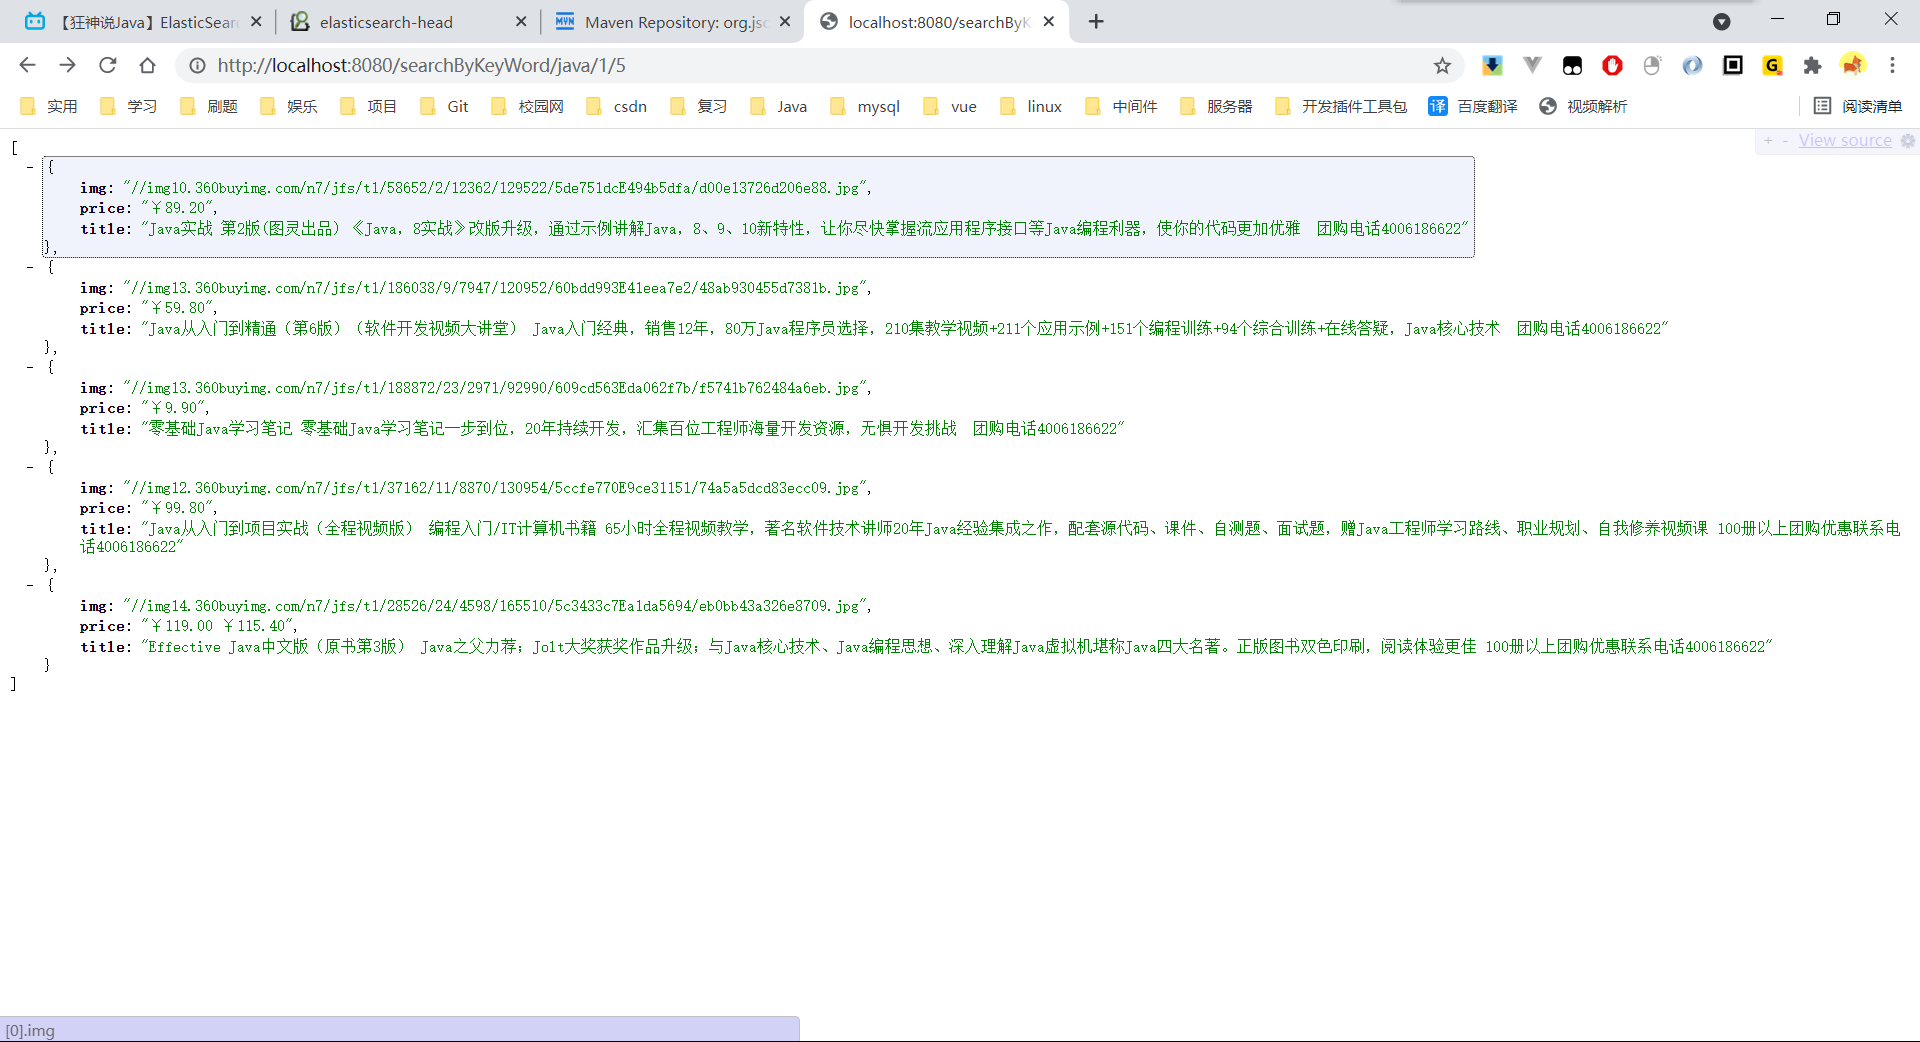 【狂神说Java】ElasticSear
elasticsearch-head
MVN Maven Repository: org.jso
localhost:8080/searchByK
http://localhost:8080/searchByKeyWord/java/1/5
实用 学习 刷题 娱乐 项目 Git 校园网 csdn 复习 Java mysql vue linux 中间件 服务器 开发插件工具包 译 百度翻译 视频解析 阅读清单
+ - View source
[
- {
img: "//img10.360buyimg.com/n7/jfs/t1/58652/2/12362/129522/5de751dcE494b5dfa/d00e13726d206e88.jpg",
price: "￥89.20",
title: "Java实战 第2版(图灵出品）《Java，8实战》改版升级，通过示例讲解Java，8、9、10新特性，让你尽快掌握流应用程序接口等Java编程利器，使你的代码更加优雅 团购电话4006186622"
},
- {
img: "//img13.360buyimg.com/n7/jfs/t1/186038/9/7947/120952/60bdd993E41eea7e2/48ab930455d7381b.jpg",
price: "￥59.80",
title: "Java从入门到精通（第6版）（软件开发视频大讲堂） Java入门经典，销售12年，80万Java程序员选择，210集教学视频+211个应用示例+151个编程训练+94个综合训练+在线答疑，Java核心技术 团购电话4006186622"
},
- {
img: "//img13.360buyimg.com/n7/jfs/t1/188872/23/2971/92990/609cd563Eda062f7b/f5741b762484a6eb.jpg",
price: "￥9.90",
title: "零基础Java学习笔记 零基础Java学习笔记一步到位，20年持续开发，汇集百位工程师海量开发资源，无惧开发挑战 团购电话4006186622"
},
- {
img: "//img12.360buyimg.com/n7/jfs/t1/37162/11/8870/130954/5ccfe770E9ce31151/74a5a5dcd83ecc09.jpg",
price: "￥99.80",
title: "Java从入门到项目实战（全程视频版） 编程入门/IT计算机书籍 65小时全程视频教学，著名软件技术讲师20年Java经验集成之作，配套源代码、课件、自测题、面试题，赠Java工程师学习路线、职业规划、自我修养视频课 100册以上团购优惠联系电
话4006186622"
},
- {
img: "//img14.360buyimg.com/n7/jfs/t1/28526/24/4598/165510/5c3433c7Ea1da5694/eb0bb43a326e8709.jpg",
price: "￥119.00 ￥115.40",
title: "Effective Java中文版（原书第3版） Java之父力荐；Jolt大奖获奖作品升级；与Java核心技术、Java编程思想、深入理解Java虚拟机堪称Java四大名著。正版图书双色印刷，阅读体验更佳 100册以上团购优惠联系电话4006186622"
}
]
[0].img